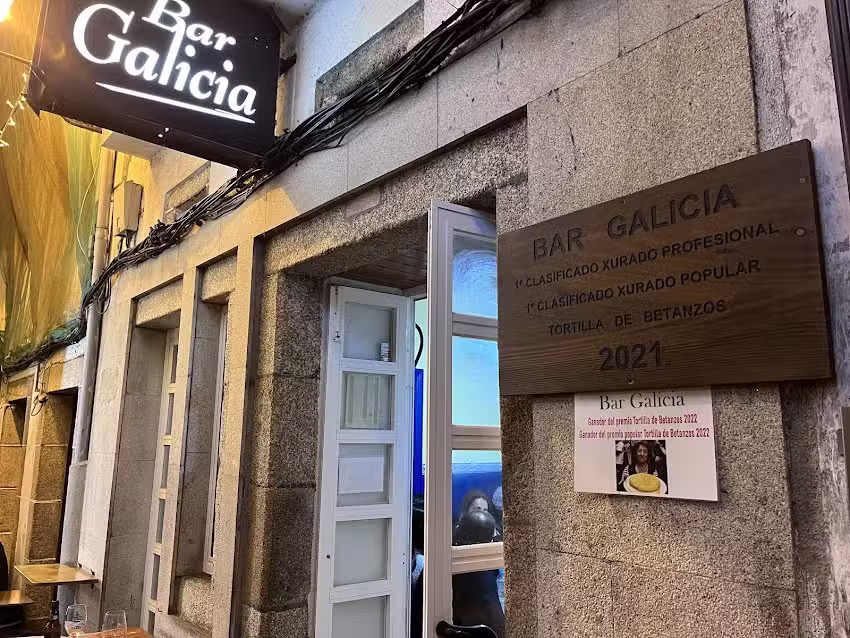 Bar
Galicia
BAR GALICIA
1º CLASIFICADO XURADO PROFESIONAL
1º CLASIFICADO XURADO POPULAR
TORTILLA DE BETANZOS
2021
Bar Galicia
Ganador del premio Tortilla de Betanzos 2022
Ganador del premio popular Tortilla de Betanzos 2022